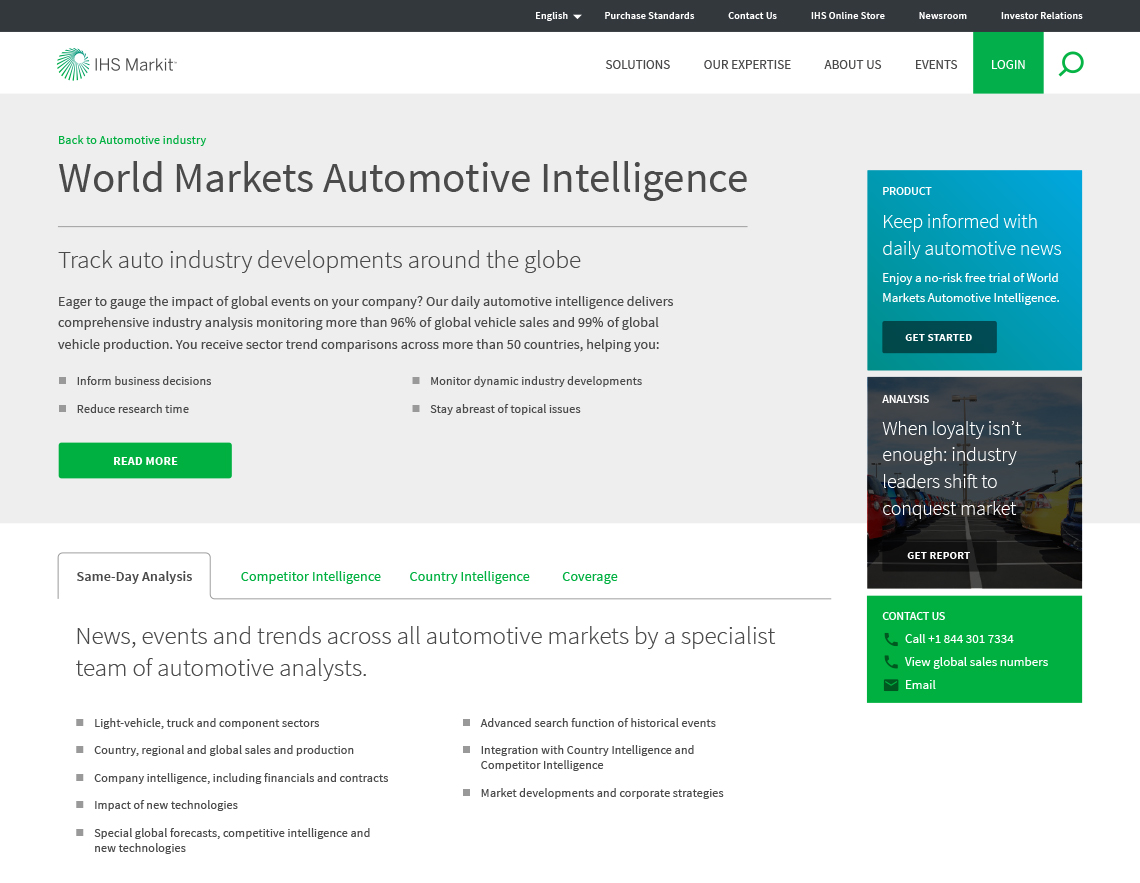 English
Purchase Standards
Contact Us
IHS Online Store
Newsroom
Investor Relations
IHS Markit
SOLUTIONS
OUR EXPERTISE
ABOUT US
EVENTS
LOGIN
Back to Automotive industry
World Markets Automotive Intelligence
Track auto industry developments around the globe
Eager to gauge the impact of global events on your company? Our daily automotive intelligence delivers
comprehensive industry analysis monitoring more than 96% of global vehicle sales and 99% of global
vehicle production. You receive sector trend comparisons across more than 50 countries, helping you:
Inform business decisions
Reduce research time
Monitor dynamic industry developments
Stay abreast of topical issues
READ MORE
PRODUCT
Keep informed with
daily automotive news
Enjoy a no-risk free trial of World
Markets Automotive Intelligence.
GET STARTED
ANALYSIS
When loyalty isn't
enough: industry
leaders shift to
conquest market
GET REPORT
CONTACT US
Call +1 844 301 7334
View global sales numbers
Email
Same-Day Analysis
Competitor Intelligence
Country Intelligence
Coverage
News, events and trends across all automotive markets by a specialist
team of automotive analysts.
Light-vehicle, truck and component sectors
Country, regional and global sales and production
Company intelligence, including financials and contracts
Impact of new technologies
Special global forecasts, competitive intelligence and
new technologies
Advanced search function of historical events
Integration with Country Intelligence and
Competitor Intelligence
Market developments and corporate strategies